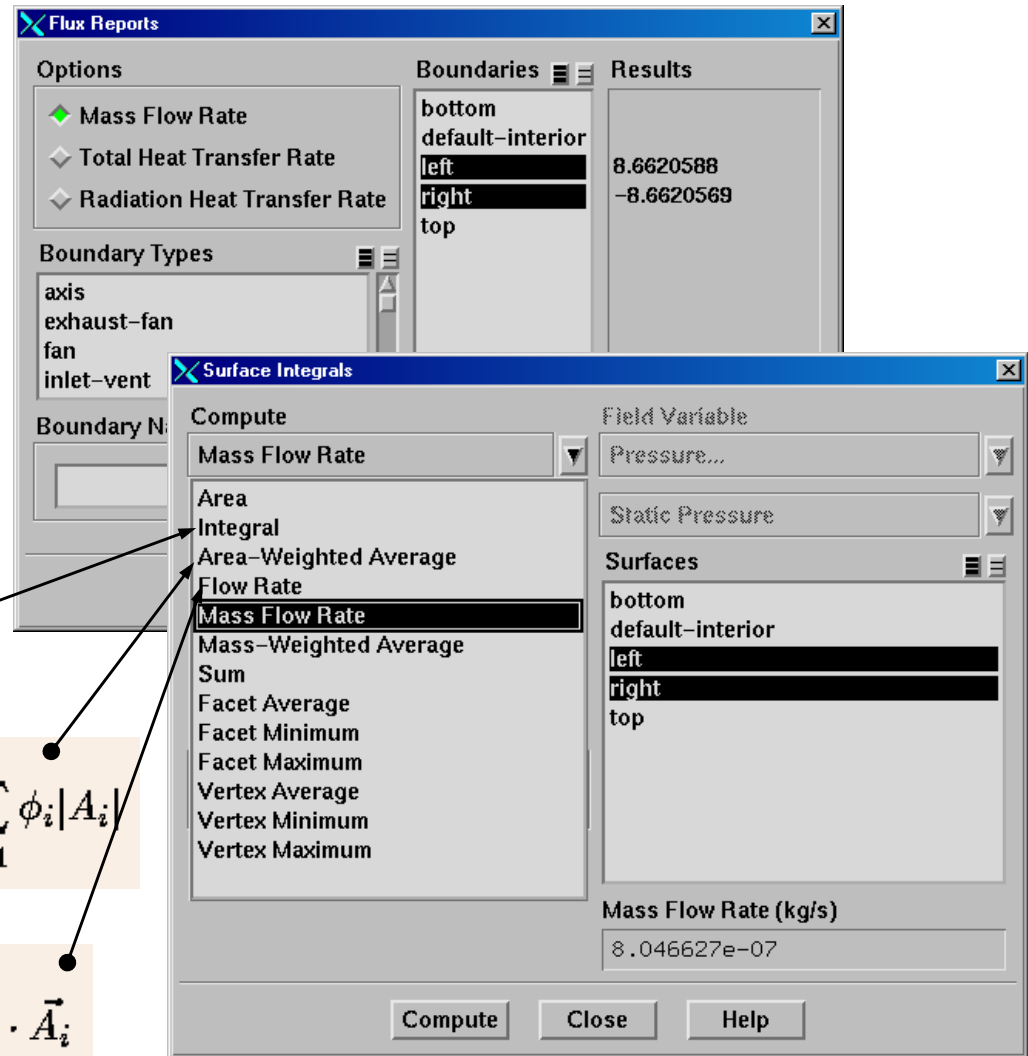 Flux Reports
Options
Mass Flow Rate
Total Heat Transfer Rate
Radiation Heat Transfer Rate
Boundary Types
axis
exhaust-fan
fan
inlet-vent
Boundary
Boundaries
bottom
default-interior
left
right
top
Results
8.6620588
-8.6620569
Surface Integrals
Compute
Mass Flow Rate
Area
Integral
Area-Weighted Average
Flow Rate
Mass Flow Rate
Mass-Weighted Average
Sum
Facet Average
Facet Minimum
Facet Maximum
Vertex Average
Vertex Minimum
Vertex Maximum
Field Variable
Pressure...
Static Pressure
Surfaces
bottom
default-interior
left
right
top
Mass Flow Rate (kg/s)
8.046627e-07
Compute Close Help
ϕᵢ|Aᵢ|
1
· A⃗ᵢ